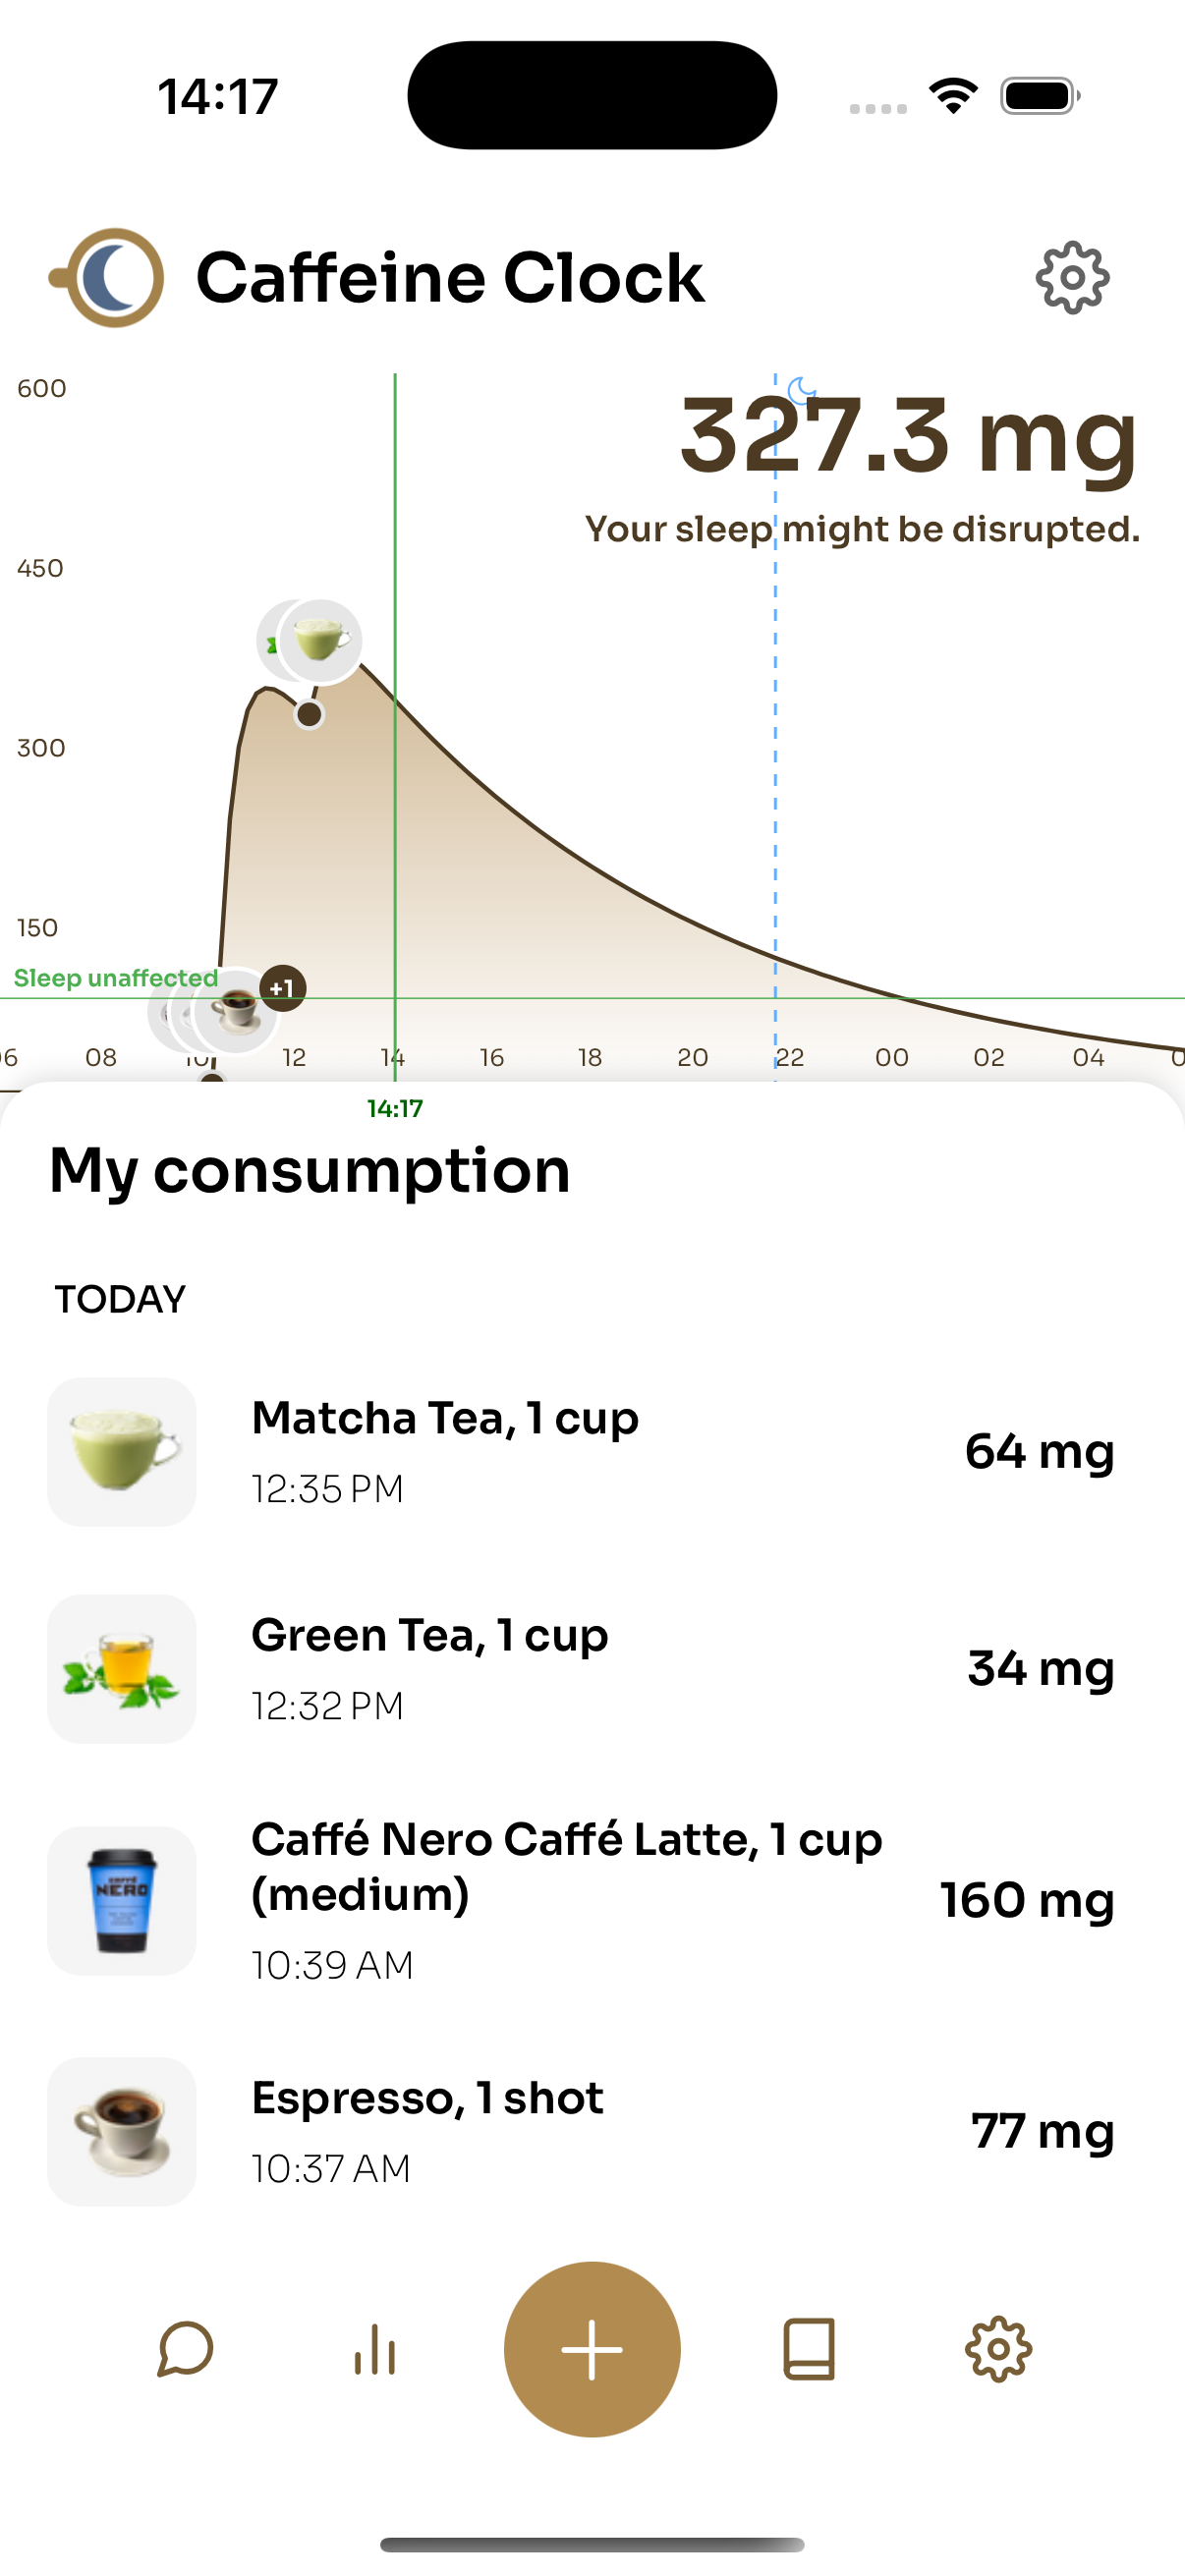 14:17
Caffeine Clock
600
327.3 mg
Your sleep might be disrupted.
450
300
150
Sleep unaffected
+1
08
10
12
14
16
18
20
22
00
02
04
14:17
My consumption
TODAY
Matcha Tea, 1 cup
12:35 PM
64 mg
Green Tea, 1 cup
12:32 PM
34 mg
Caffé Nero Caffé Latte, 1 cup
(medium)
10:39 AM
160 mg
caffè
NERO
Espresso, 1 shot
10:37 AM
77 mg